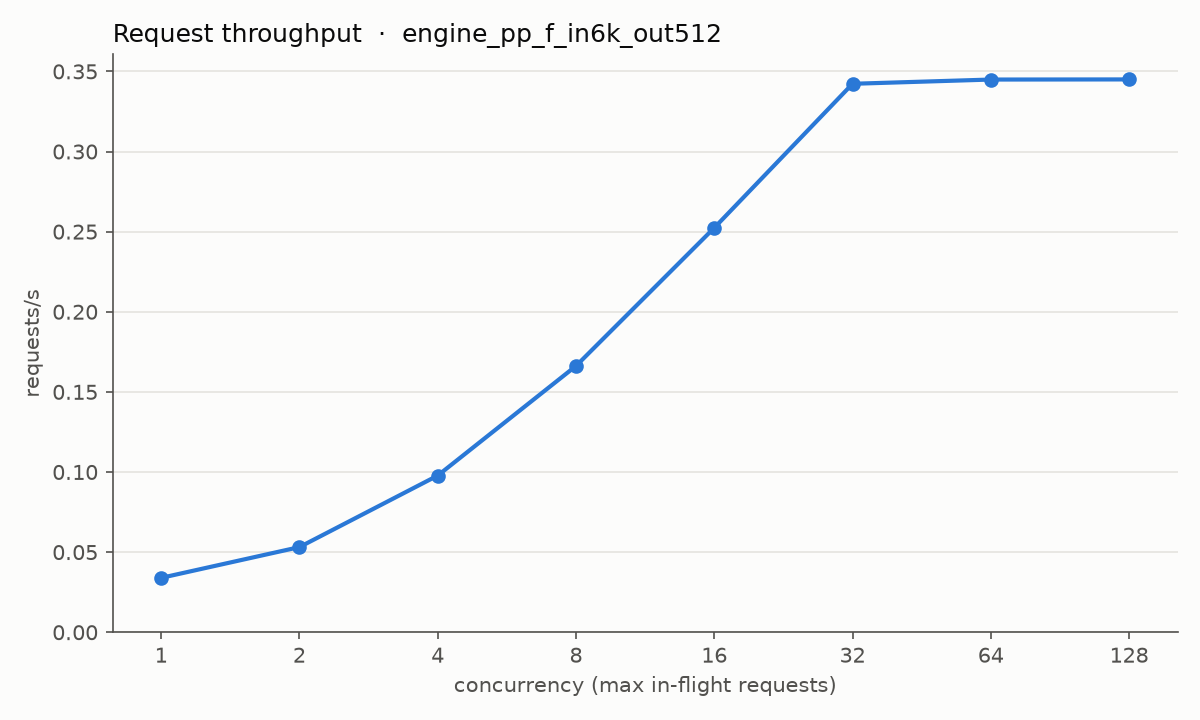 Request throughput · engine_pp_f_in6k_out512
requests/s
0.35
0.30
0.25
0.20
0.15
0.10
0.05
0.00
1 2 4 8 16 32 64 128
concurrency (max in-flight requests)